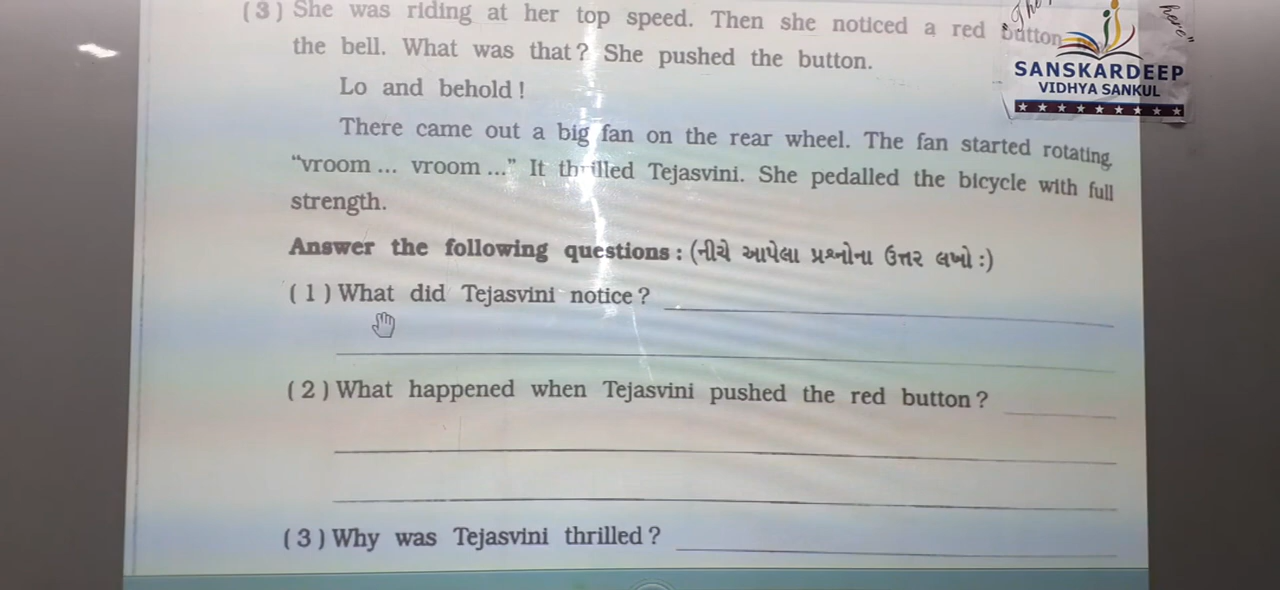 (3) She was riding at her top speed. Then she noticed a red button
the bell. What was that? She pushed the button.
Lo and behold!
There came out a big fan on the rear wheel. The fan started rotating
“vroom ... vroom ...” It thrilled Tejasvini. She pedalled the bicycle with full
strength.
Answer the following questions : (નીચે આપેલા પ્રશ્નોના ઉત્તર લખો :)
(1) What did Tejasvini notice?
(2) What happened when Tejasvini pushed the red button?
(3) Why was Tejasvini thrilled?
"The
here"
SANSKARDEEP
VIDHYA SANKUL